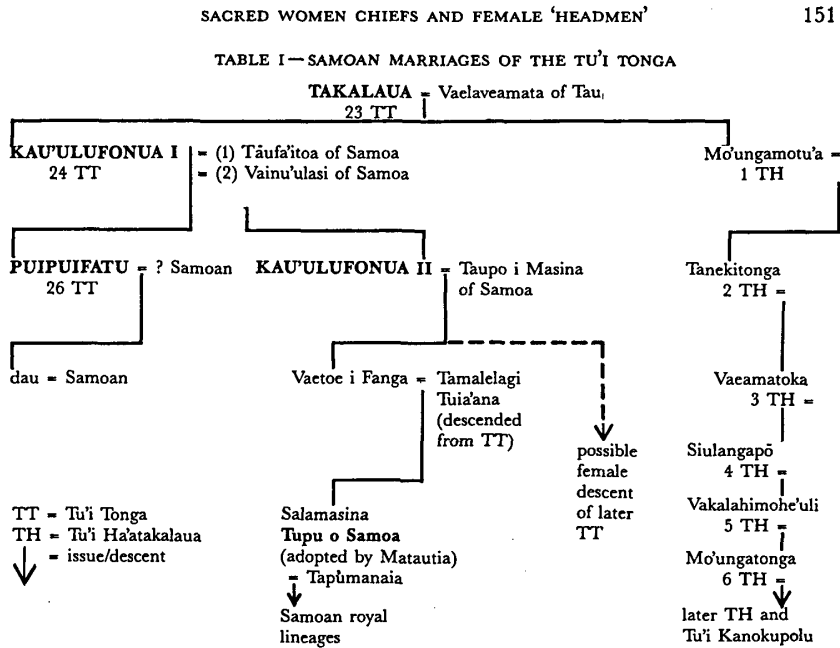 SACRED WOMEN CHIEFS AND FEMALE 'HEADMEN' 151
TABLE I—SAMOAN MARRIAGES OF THE TU'I TONGA
TAKALAUA = Vaelaveamata of Tau
23 TT
KAU'ULUFONUA I = (1) Tāufa'itoa of Samoa
24 TT = (2) Vainu'ulasi of Samoa
Mo'ungamotu'a =
1 TH
PUIPUIFATU = ? Samoan
26 TT
KAU'ULUFONUA II = Taupo i Masina
of Samoa
Tanekitonga
2 TH =
dau = Samoan
Vaetoe i Fanga = Tamalelagi
Tuia'ana
(descended
from TT)
possible
female
descent
of later
TT
Vaeamatoka
3 TH =
Siulangapō
4 TH =
Vakalahimohe'uli
5 TH =
Mo'ungatonga
6 TH =
later TH and
Tu'i Kanokupolu
Salamasina
Tupu o Samoa
(adopted by Matautia)
= Tapumanaia
Samoan royal
lineages
TT = Tu'i Tonga
TH = Tu'i Ha'atakalaua
= issue/descent